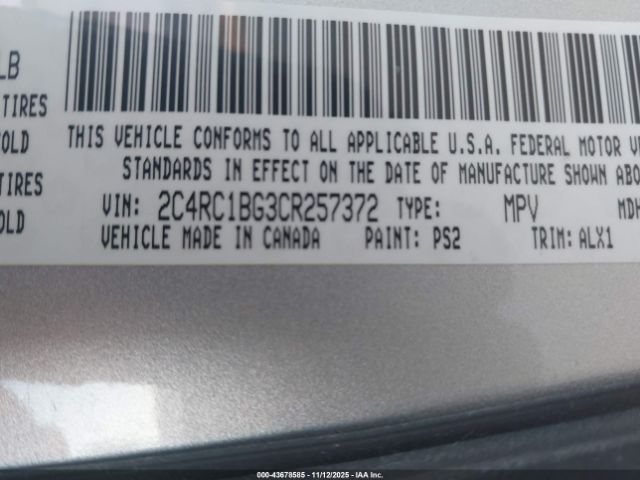 LB
TIRES
COLD
TIRES
OLD
THIS VEHICLE CONFORMS TO ALL APPLICABLE U.S.A. FEDERAL MOTOR VE
STANDARDS IN EFFECT ON THE DATE OF MANUFACTURE SHOWN ABO
VIN: 2C4RC1BG3CR257372 TYPE: MPV MDH
VEHICLE MADE IN CANADA PAINT: PS2 TRIM: ALX1
000-43678585 - 11/12/2025 - IAA Inc.